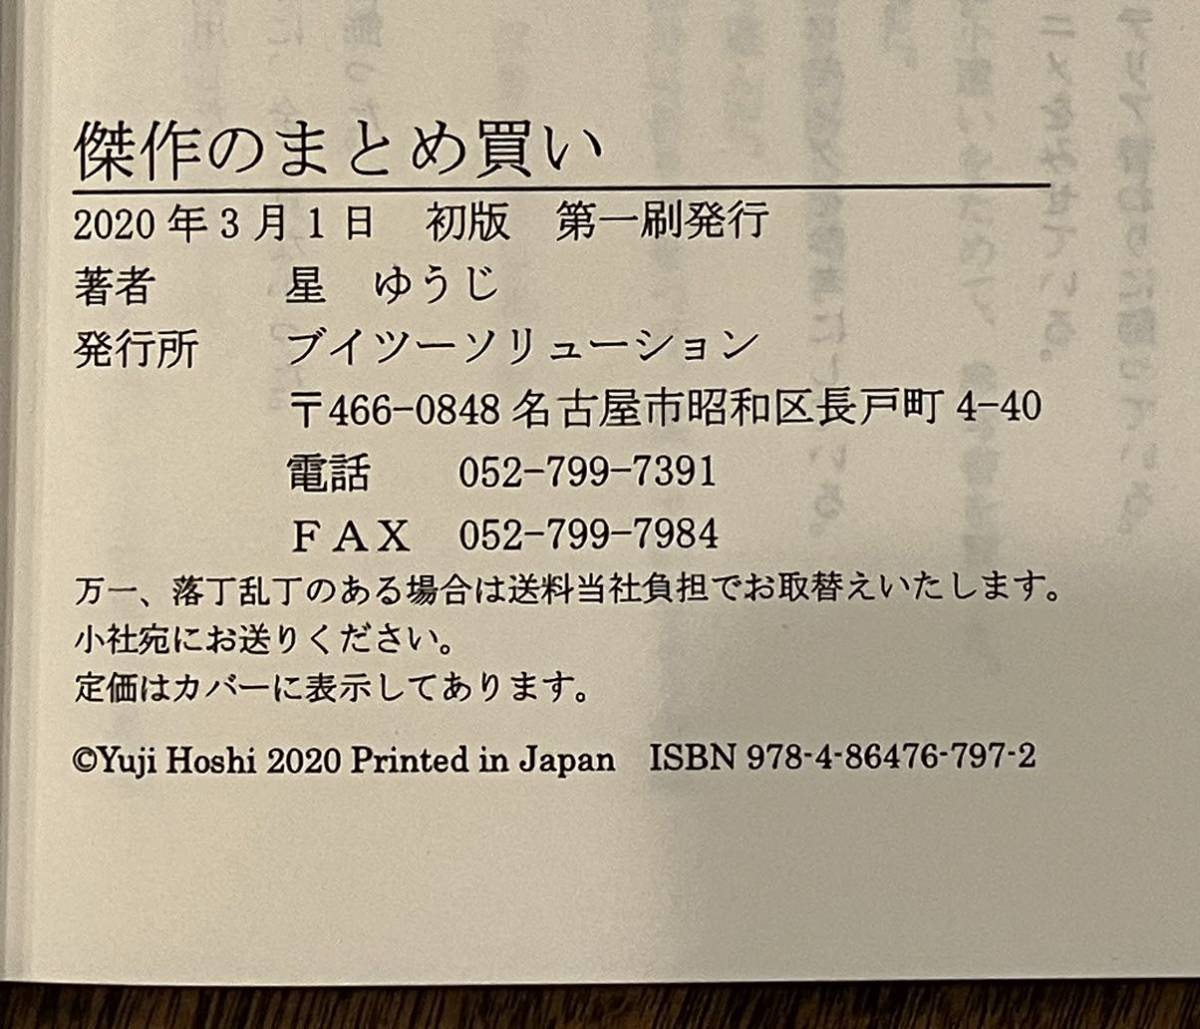 傑作のまとめ買い
2020 年 3 月 1 日　初版　第一刷発行
著者　星　ゆうじ
発行所　ブイツーソリューション
〒466-0848 名古屋市昭和区長戸町 4-40
電話　052-799-7391
ＦＡＸ　052-799-7984
万一、落丁乱丁のある場合は送料当社負担でお取替えいたします。
小社宛にお送りください。
定価はカバーに表示してあります。
©Yuji Hoshi 2020 Printed in Japan　ISBN 978-4-86476-797-2